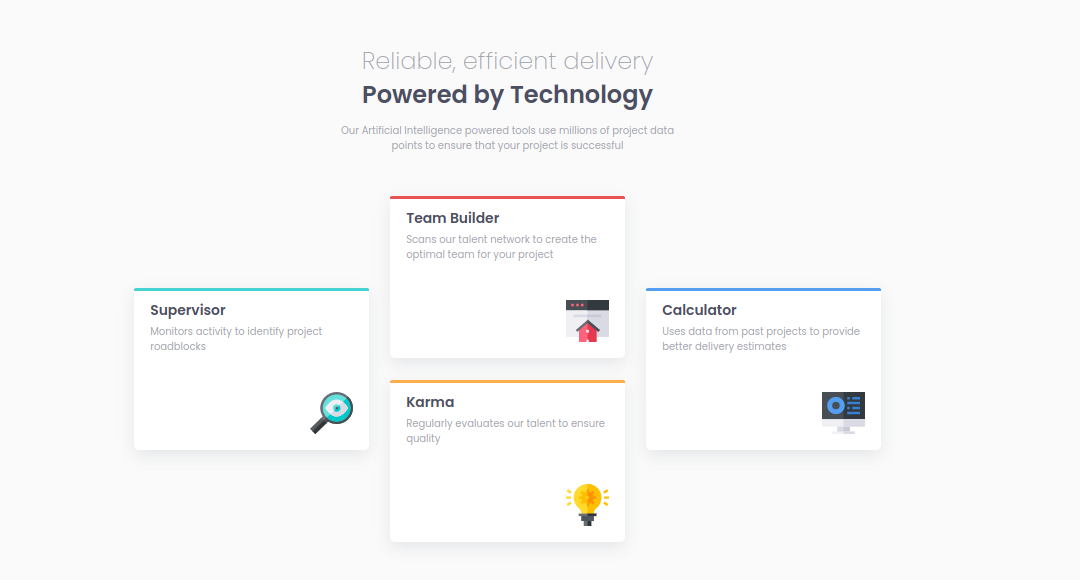 Reliable, efficient delivery
Powered by Technology
Our Artificial Intelligence powered tools use millions of project data
points to ensure that your project is successful
Supervisor
Monitors activity to identify project
roadblocks
Team Builder
Scans our talent network to create the
optimal team for your project
Karma
Regularly evaluates our talent to ensure
quality
Calculator
Uses data from past projects to provide
better delivery estimates